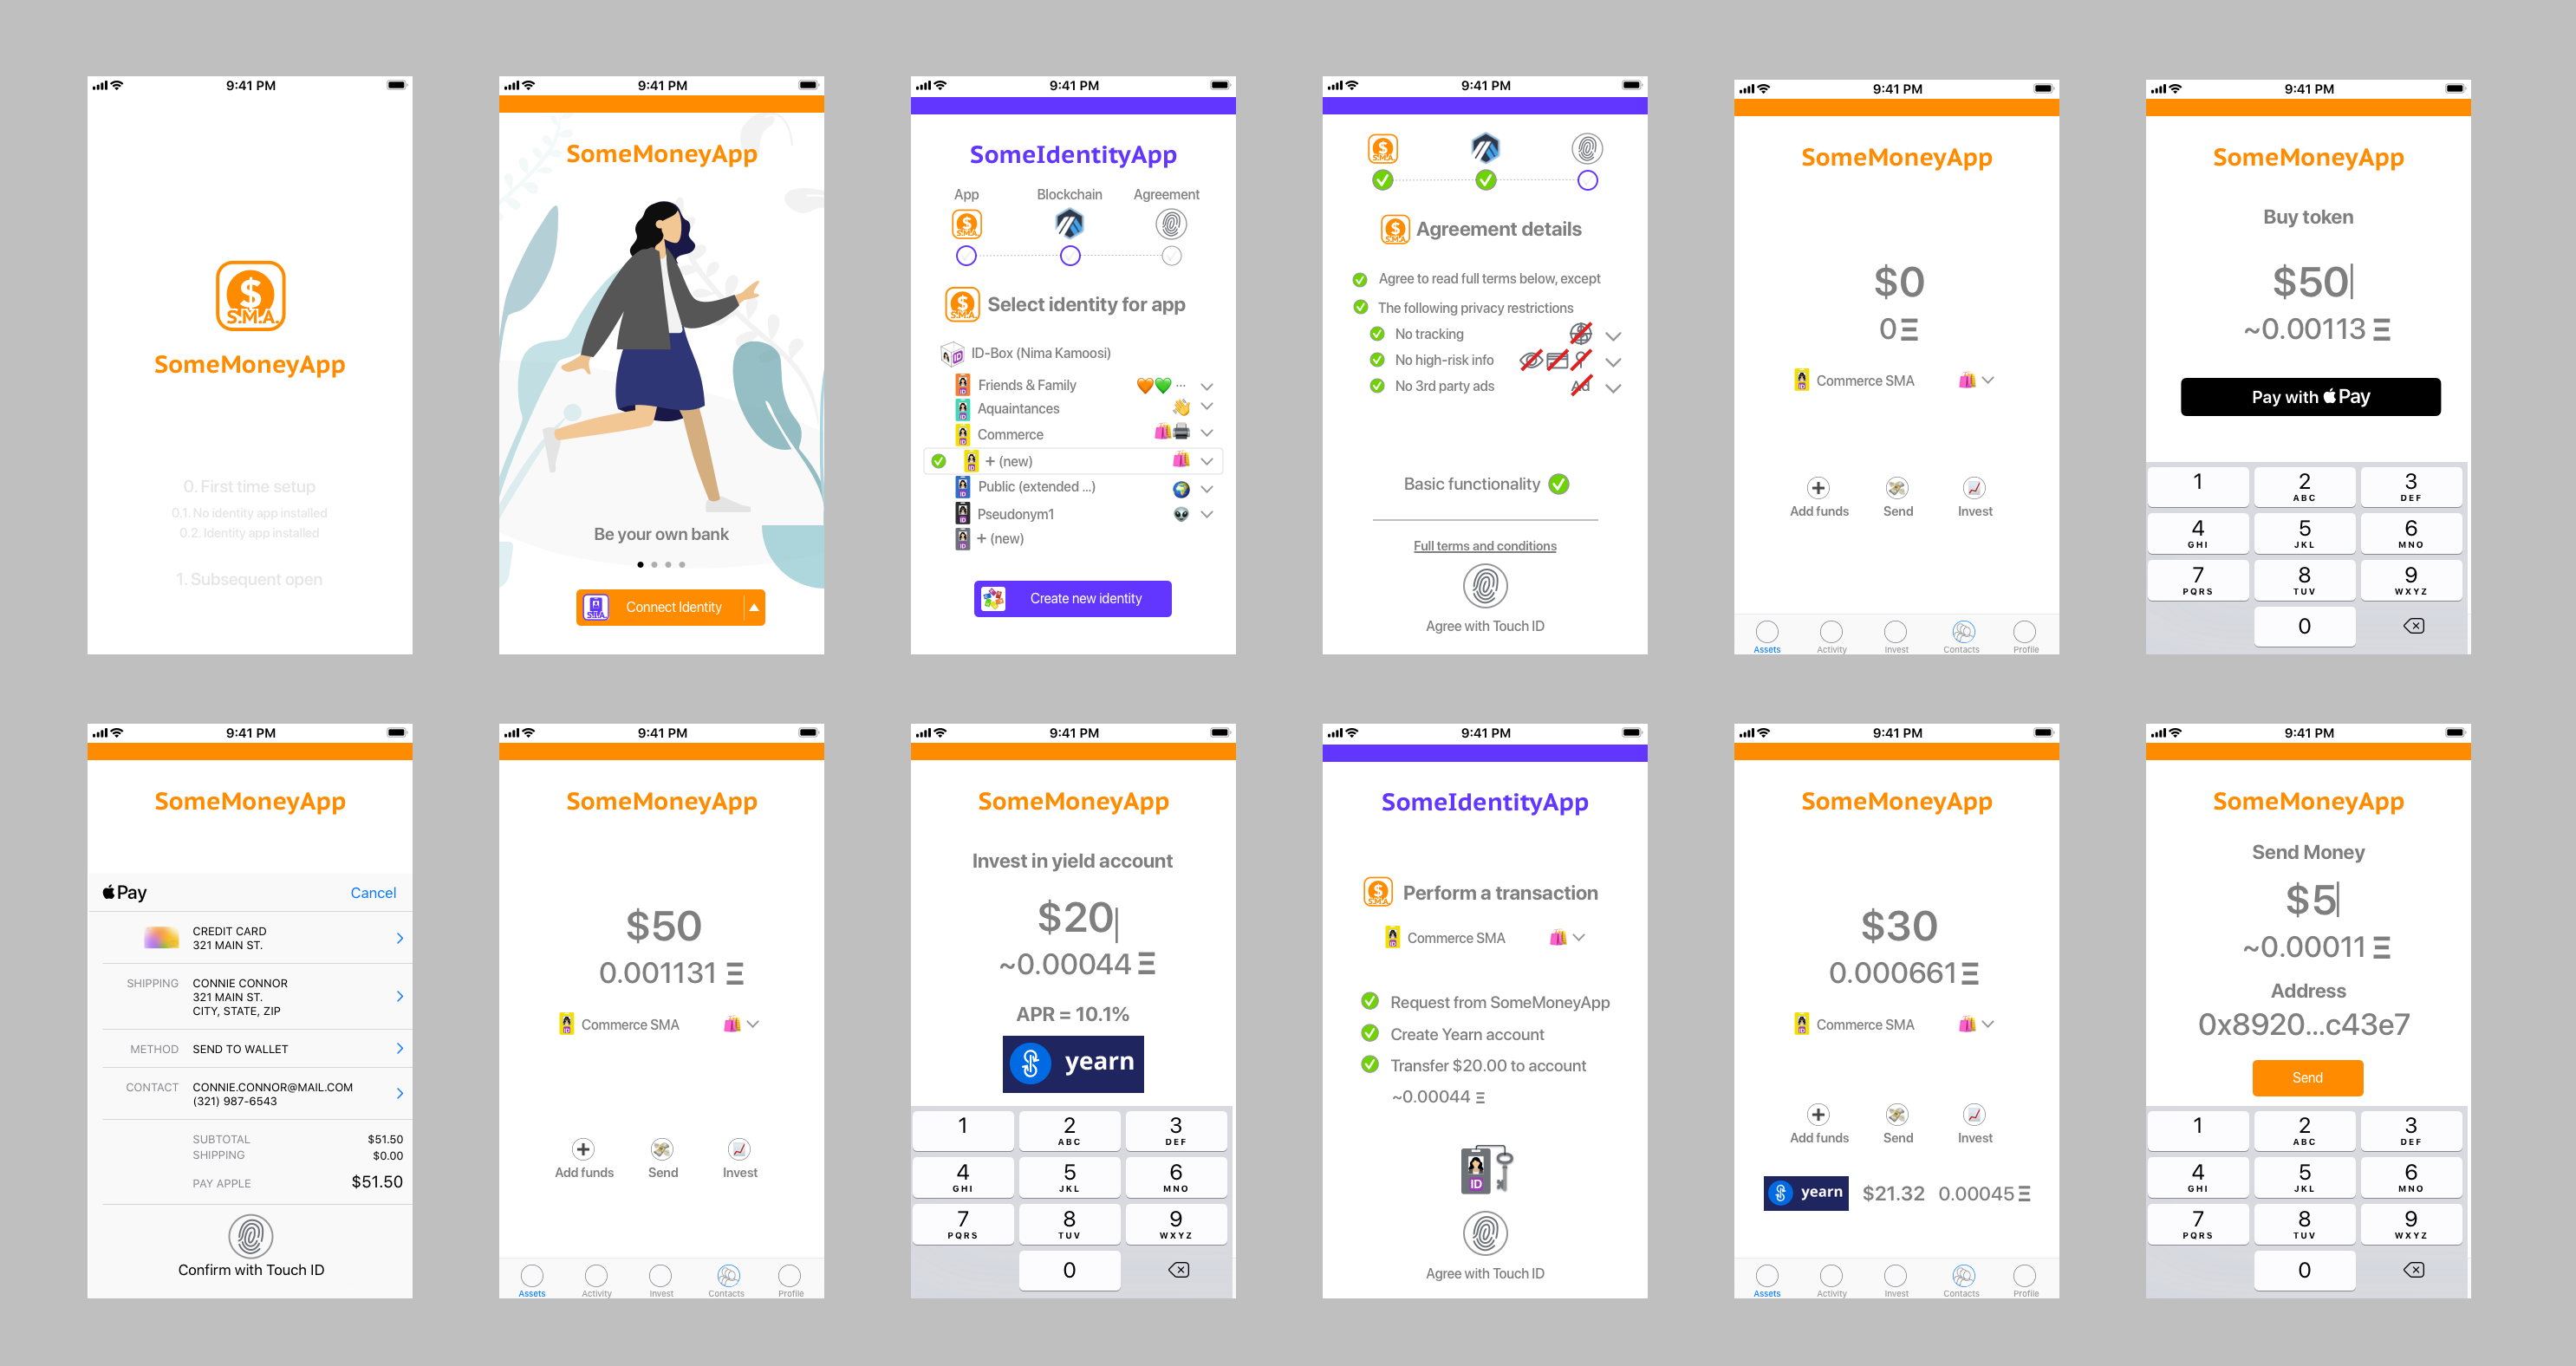 9:41 PM
$
S.M.A.
SomeMoneyApp
0. First time setup
0.1. No identity app installed
0.2. Identity app installed
1. Subsequent open
9:41 PM
SomeMoneyApp
Be your own bank
S.I.A.
Connect Identity
9:41 PM
SomeIdentityApp
App Blockchain Agreement
$
S.M.A.
$
S.M.A.
Select identity for app
ID
ID-Box (Nima Kamoosi)
ID
Friends & Family
...
ID
Aquaintances
ID
Commerce
ID
+ (new)
ID
Public (extended ...)
ID
Pseudonym1
ID
+ (new)
Create new identity
9:41 PM
$
S.M.A.
$
S.M.A.
Agreement details
Agree to read full terms below, except
The following privacy restrictions
No tracking
No high-risk info
No 3rd party ads
Ad
Basic functionality
Full terms and conditions
Agree with Touch ID
9:41 PM
SomeMoneyApp
$0
0Ξ
ID
Commerce SMA
Add funds Send Invest
Assets Activity Invest Contacts Profile
9:41 PM
SomeMoneyApp
Buy token
$50
~0.00113 Ξ
Pay with Pay
1 2 3
ABC DEF
4 5 6
GHI JKL MNO
7 8 9
PQRS TUV WXYZ
0
9:41 PM
SomeMoneyApp
Pay Cancel
CREDIT CARD
321 MAIN ST.
SHIPPING CONNIE CONNOR
321 MAIN ST.
CITY, STATE, ZIP
METHOD SEND TO WALLET
CONTACT CONNIE.CONNOR@MAIL.COM
(321) 987-6543
SUBTOTAL $51.50
SHIPPING $0.00
PAY APPLE $51.50
Confirm with Touch ID
9:41 PM
SomeMoneyApp
$50
0.001131 Ξ
ID
Commerce SMA
Add funds Send Invest
Assets Activity Invest Contacts Profile
9:41 PM
SomeMoneyApp
Invest in yield account
$20
~0.00044 Ξ
APR = 10.1%
yearn
1 2 3
ABC DEF
4 5 6
GHI JKL MNO
7 8 9
PQRS TUV WXYZ
0
9:41 PM
SomeIdentityApp
$
S.M.A.
Perform a transaction
ID
Commerce SMA
Request from SomeMoneyApp
Create Yearn account
Transfer $20.00 to account
~0.00044 Ξ
ID
Agree with Touch ID
9:41 PM
SomeMoneyApp
$30
0.000661Ξ
ID
Commerce SMA
Add funds Send Invest
yearn $21.32 0.00045Ξ
Assets Activity Invest Contacts Profile
9:41 PM
SomeMoneyApp
Send Money
$5
~0.00011 Ξ
Address
0x8920...c43e7
Send
1 2 3
ABC DEF
4 5 6
GHI JKL MNO
7 8 9
PQRS TUV WXYZ
0